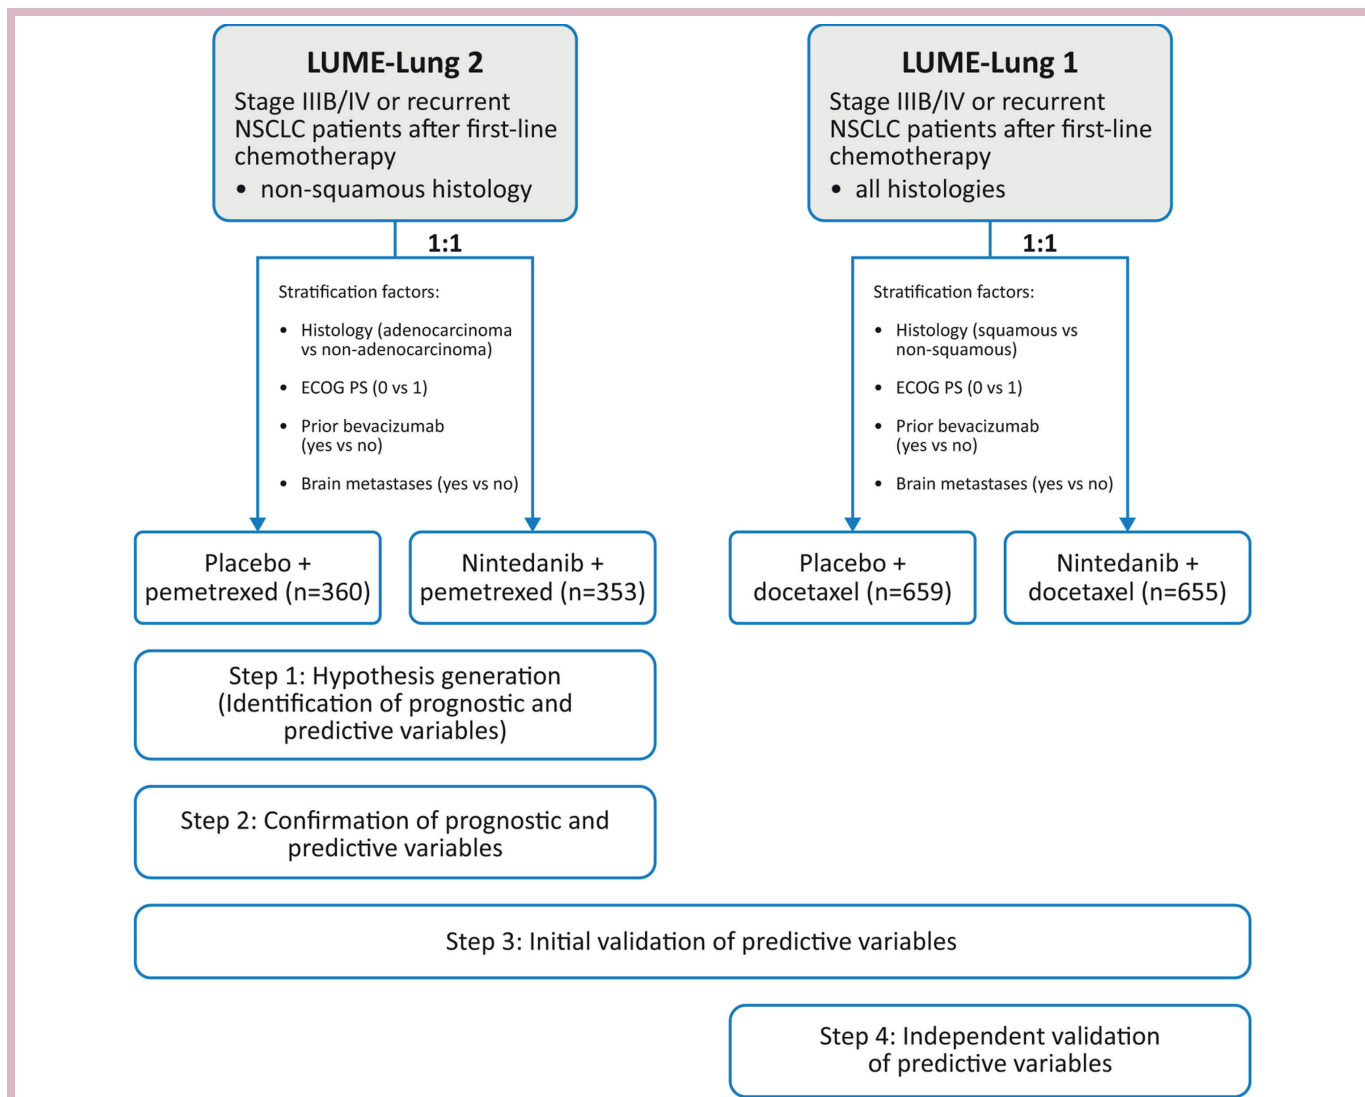 LUME-Lung 2
Stage IIIB/IV or recurrent
NSCLC patients after first-line
chemotherapy
• non-squamous histology
1:1
Stratification factors:
• Histology (adenocarcinoma
vs non-adenocarcinoma)
• ECOG PS (0 vs 1)
• Prior bevacizumab
(yes vs no)
• Brain metastases (yes vs no)
Placebo +
pemetrexed (n=360)
Nintedanib +
pemetrexed (n=353)
LUME-Lung 1
Stage IIIB/IV or recurrent
NSCLC patients after first-line
chemotherapy
• all histologies
1:1
Stratification factors:
• Histology (squamous vs
non-squamous)
• ECOG PS (0 vs 1)
• Prior bevacizumab
(yes vs no)
• Brain metastases (yes vs no)
Placebo +
docetaxel (n=659)
Nintedanib +
docetaxel (n=655)
Step 1: Hypothesis generation
(Identification of prognostic and
predictive variables)
Step 2: Confirmation of prognostic and
predictive variables
Step 3: Initial validation of predictive variables
Step 4: Independent validation
of predictive variables